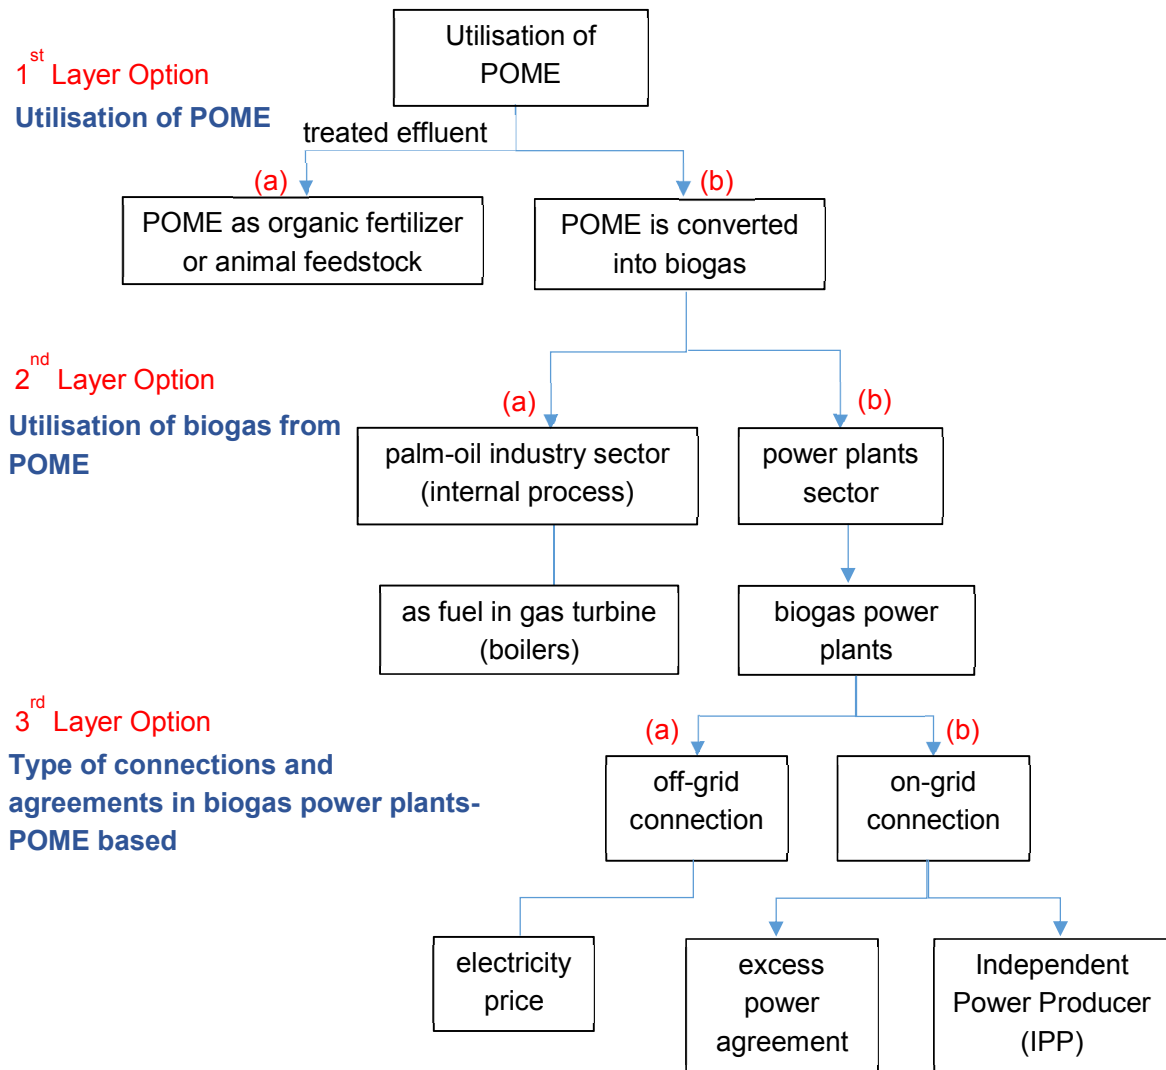 Utilisation of
POME
1st Layer Option
Utilisation of POME
treated effluent
(a)
(b)
POME as organic fertilizer
or animal feedstock
POME is converted
into biogas
2nd Layer Option
Utilisation of biogas from
POME
(a)
(b)
palm-oil industry sector
(internal process)
power plants
sector
as fuel in gas turbine
(boilers)
biogas power
plants
3rd Layer Option
Type of connections and
agreements in biogas power plants-
POME based
(a)
(b)
off-grid
connection
on-grid
connection
electricity
price
excess
power
agreement
Independent
Power Producer
(IPP)